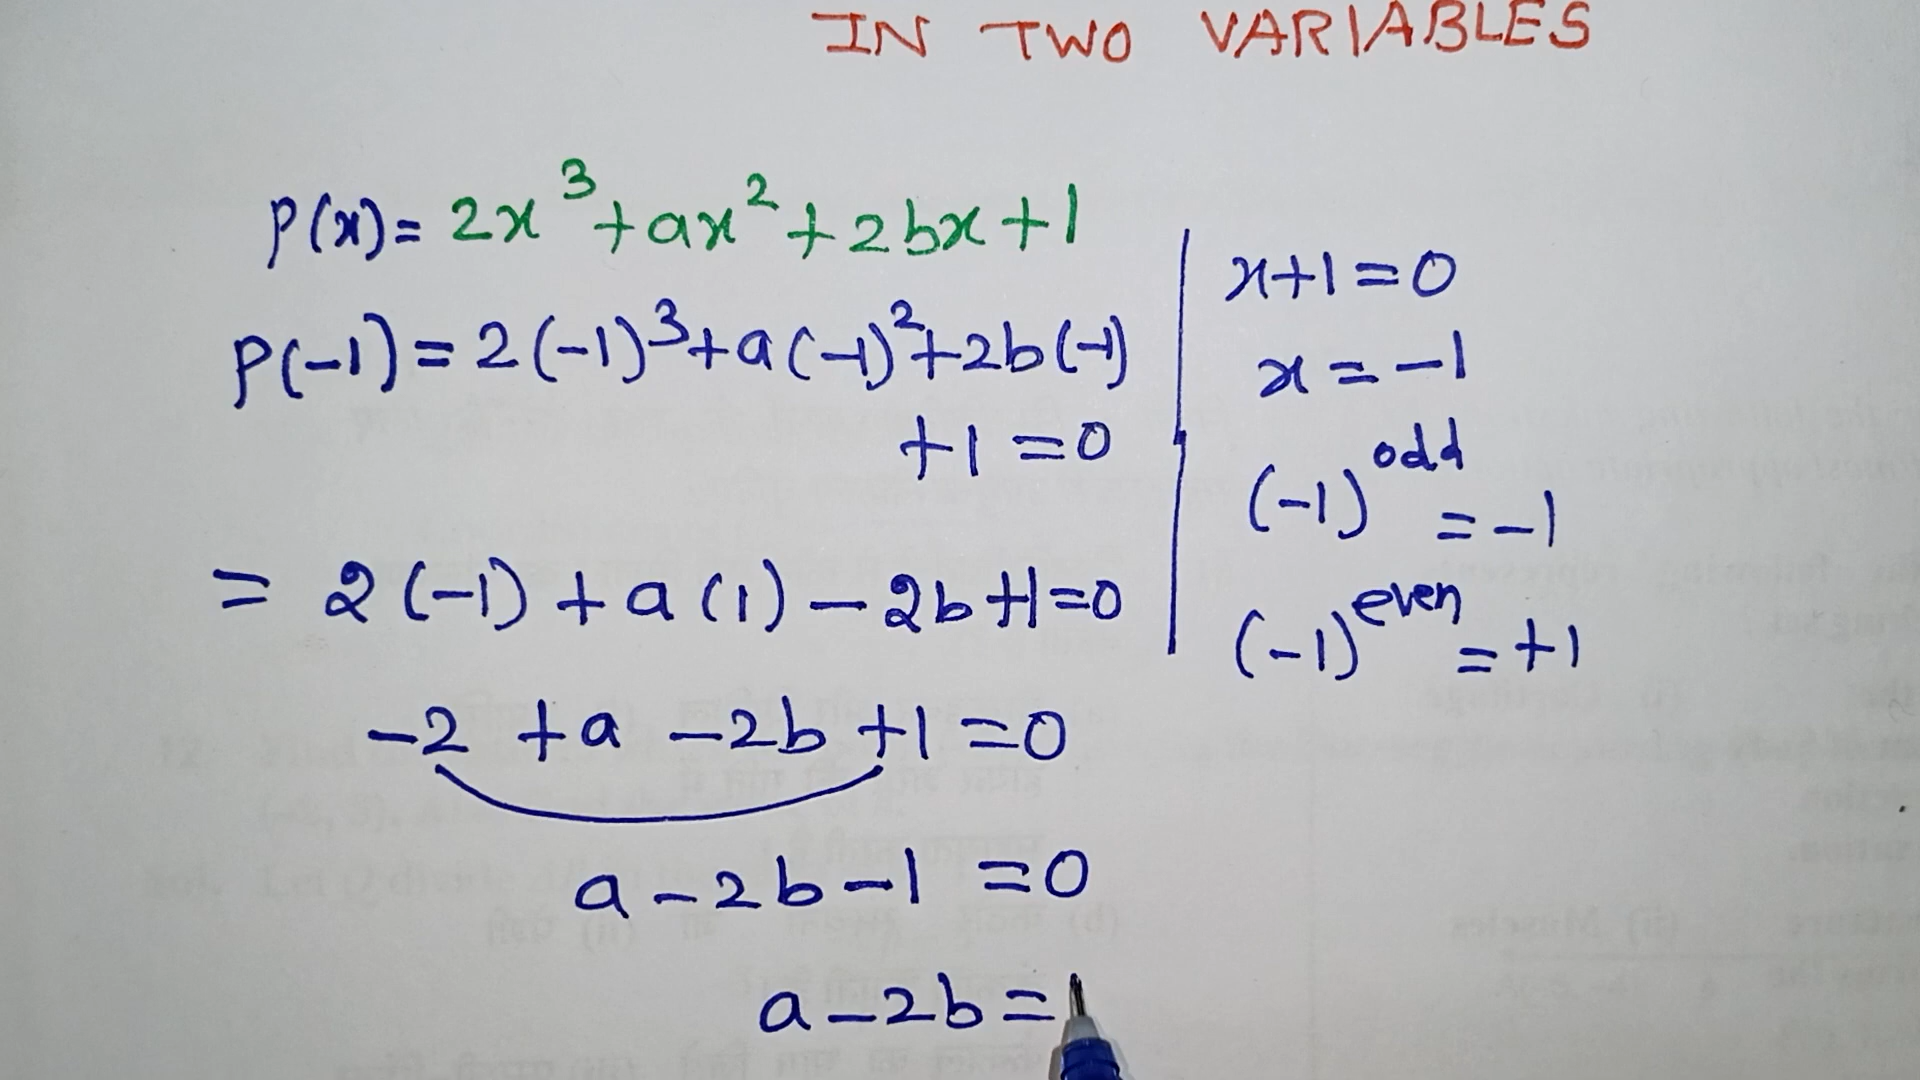 IN TWO VARIABLES
P(x)= 2x³+ax²+2bx+1
P(-1)=2(-1)³+a(-1)²+2b(-1)
+1=0
= 2(-1)+a(1)-2b+1=0
-2 +a -2b +1=0
a-2b-1=0
a-2b=
x+1=0
x=-1
(-1)^odd = -1
(-1)^even = +1